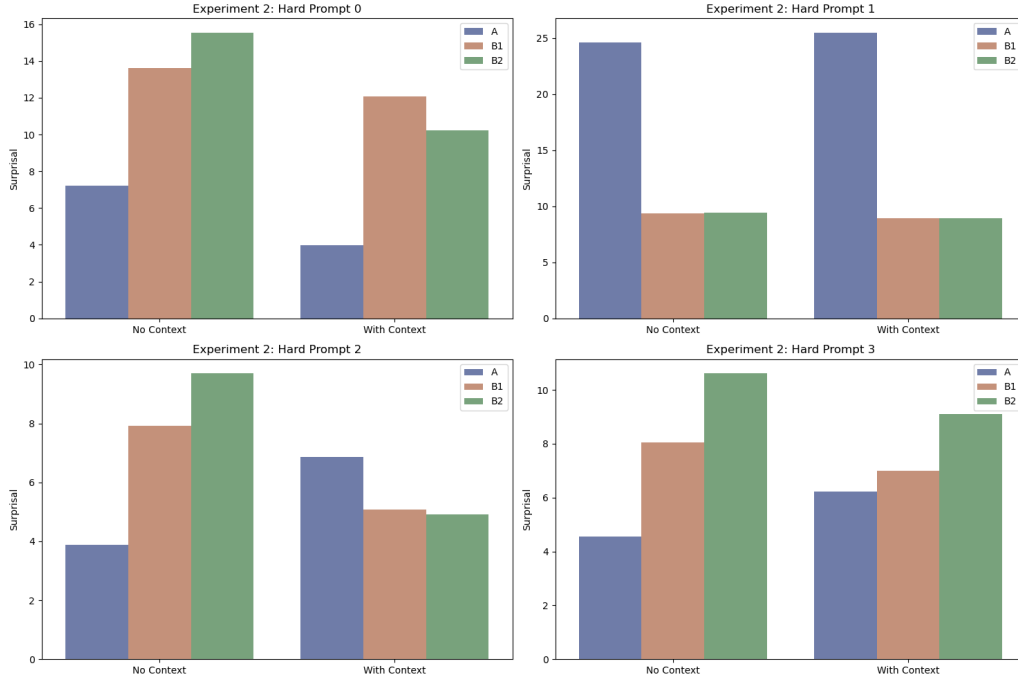 Experiment 2: Hard Prompt 0
16
14
12
10
8
6
4
2
0
Surprisal
A
B1
B2
No Context
With Context
Experiment 2: Hard Prompt 1
25
20
15
10
5
0
Surprisal
A
B1
B2
No Context
With Context
Experiment 2: Hard Prompt 2
10
8
6
4
2
0
Surprisal
A
B1
B2
No Context
With Context
Experiment 2: Hard Prompt 3
10
8
6
4
2
0
Surprisal
A
B1
B2
No Context
With Context